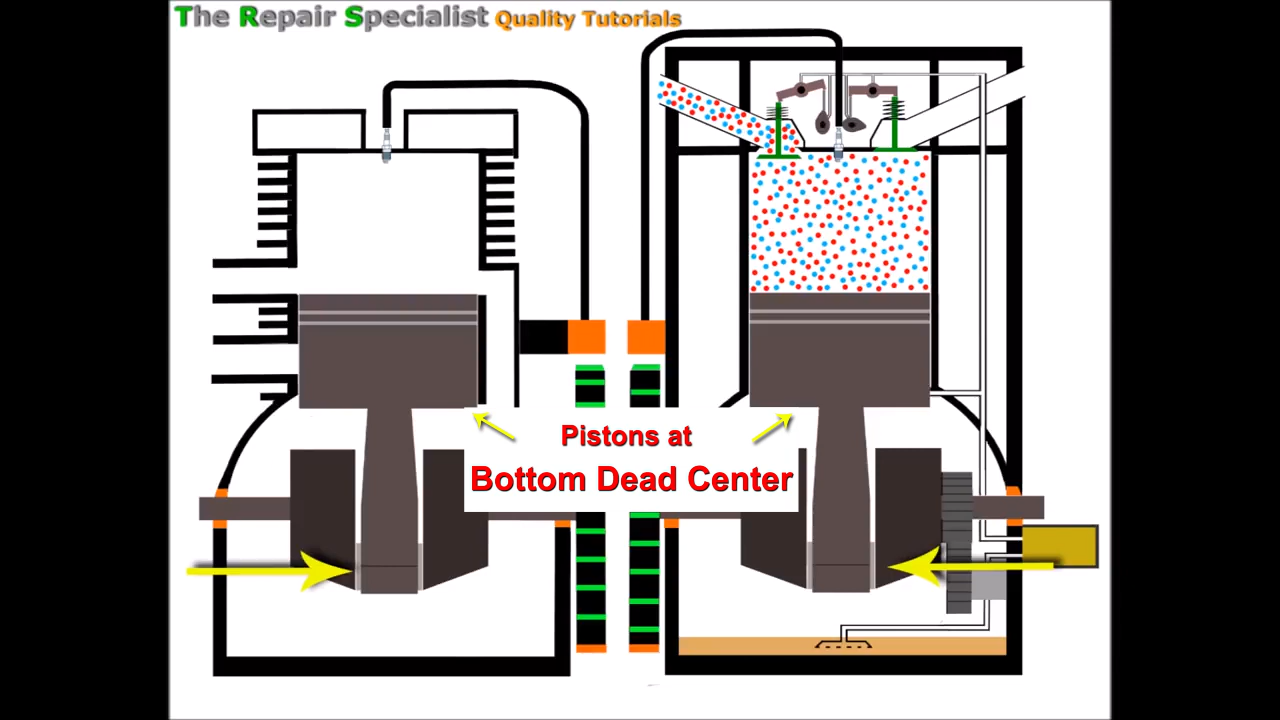 The Repair Specialist Quality Tutorials
Pistons at
Bottom Dead Center